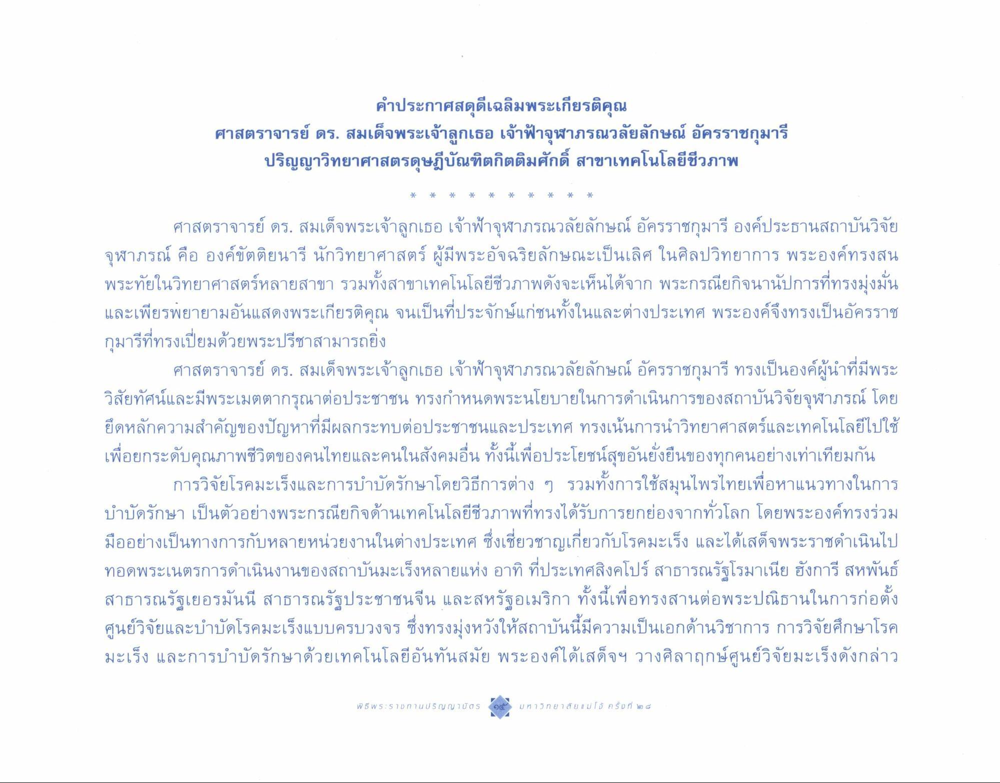 คำประกาศสดุดีเฉลิมพระเกียรติคุณ
ศาสตราจารย์ ดร. สมเด็จพระเจ้าลูกเธอ เจ้าฟ้าจุฬาภรณวลัยลักษณ์ อัครราชกุมารี
ปริญญาวิทยาศาสตรดุษฎีบัณฑิตกิตติมศักดิ์ สาขาเทคโนโลยีชีวภาพ
* * * * * * * * * *
ศาสตราจารย์ ดร. สมเด็จพระเจ้าลูกเธอ เจ้าฟ้าจุฬาภรณวลัยลักษณ์ อัครราชกุมารี องค์ประธานสถาบันวิจัย
จุฬาภรณ์ คือ องค์ขัตติยนารี นักวิทยาศาสตร์ ผู้มีพระอัจฉริยลักษณะเป็นเลิศ ในศิลปวิทยาการ พระองค์ทรงสน
พระทัยในวิทยาศาสตร์หลายสาขา รวมทั้งสาขาเทคโนโลยีชีวภาพดังจะเห็นได้จาก พระกรณียกิจนานัปการที่ทรงมุ่งมั่น
และเพียรพยายามอันแสดงพระเกียรติคุณ จนเป็นที่ประจักษ์แก่ชนทั้งในและต่างประเทศ พระองค์จึงทรงเป็นอัครราช
กุมารีที่ทรงเปี่ยมด้วยพระปรีชาสามารถยิ่ง
ศาสตราจารย์ ดร. สมเด็จพระเจ้าลูกเธอ เจ้าฟ้าจุฬาภรณวลัยลักษณ์ อัครราชกุมารี ทรงเป็นองค์ผู้นำที่มีพระ
วิสัยทัศน์และมีพระเมตตากรุณาต่อประชาชน ทรงกำหนดพระนโยบายในการดำเนินการของสถาบันวิจัยจุฬาภรณ์ โดย
ยึดหลักความสำคัญของปัญหาที่มีผลกระทบต่อประชาชนและประเทศ ทรงเน้นการนำวิทยาศาสตร์และเทคโนโลยีไปใช้
เพื่อยกระดับคุณภาพชีวิตของคนไทยและคนในสังคมอื่น ทั้งนี้เพื่อประโยชน์สุขอันยั่งยืนของทุกคนอย่างเท่าเทียมกัน
การวิจัยโรคมะเร็งและการบำบัดรักษาโดยวิธีการต่าง ๆ รวมทั้งการใช้สมุนไพรไทยเพื่อหาแนวทางในการ
บำบัดรักษา เป็นตัวอย่างพระกรณียกิจด้านเทคโนโลยีชีวภาพที่ทรงได้รับการยกย่องจากทั่วโลก โดยพระองค์ทรงร่วม
มืออย่างเป็นทางการกับหลายหน่วยงานในต่างประเทศ ซึ่งเชี่ยวชาญเกี่ยวกับโรคมะเร็ง และได้เสด็จพระราชดำเนินไป
ทอดพระเนตรการดำเนินงานของสถาบันมะเร็งหลายแห่ง อาทิ ที่ประเทศสิงคโปร์ สาธารณรัฐโรมาเนีย ฮังการี สหพันธ์
สาธารณรัฐเยอรมันนี สาธารณรัฐประชาชนจีน และสหรัฐอเมริกา ทั้งนี้เพื่อทรงสานต่อพระปณิธานในการก่อตั้ง
ศูนย์วิจัยและบำบัดโรคมะเร็งแบบครบวงจร ซึ่งทรงมุ่งหวังให้สถาบันนี้มีความเป็นเอกด้านวิชาการ การวิจัยศึกษาโรค
มะเร็ง และการบำบัดรักษาด้วยเทคโนโลยีอันทันสมัย พระองค์ได้เสด็จฯ วางศิลาฤกษ์ศูนย์วิจัยมะเร็งดังกล่าว
พิธีพระราชทานปริญญาบัตร ๑๕ มหาวิทยาลัยแม่โจ้ ครั้งที่ ๒๘